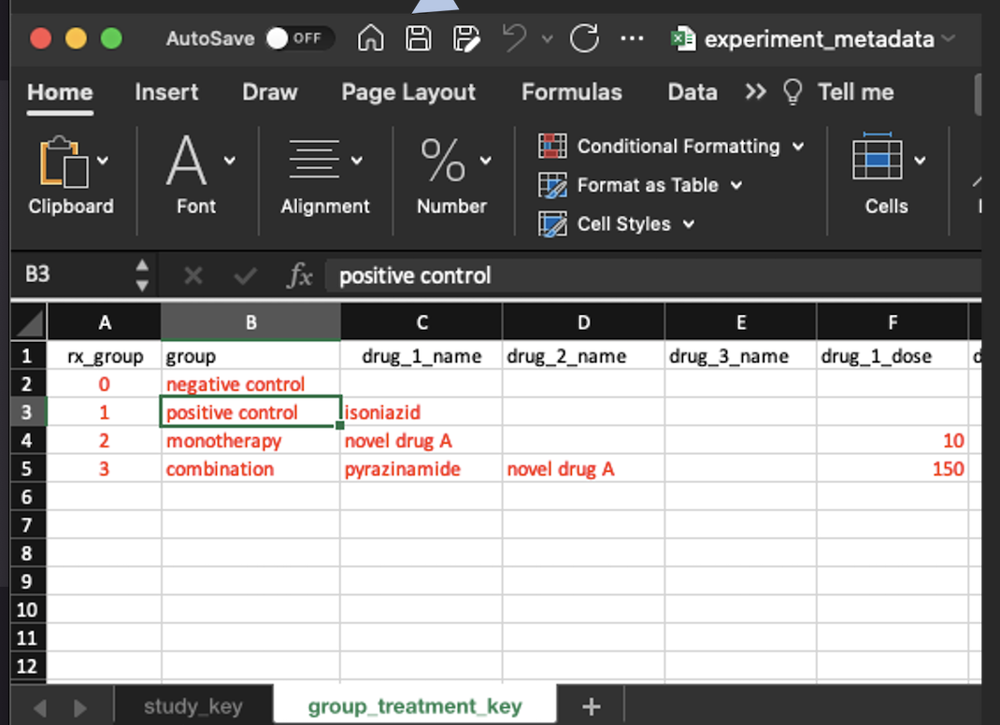 AutoSave OFF experiment_metadata
Home Insert Draw Page Layout Formulas Data Tell me
Clipboard Font Alignment % Number Conditional Formatting Format as Table Cell Styles Cells
B3 fx positive control
A B C D E F
1 rx_group group drug_1_name drug_2_name drug_3_name drug_1_dose d
2 0 negative control
3 1 positive control isoniazid
4 2 monotherapy novel drug A 10
5 3 combination pyrazinamide novel drug A 150
6
7
8
9
10
11
12
study_key group_treatment_key +